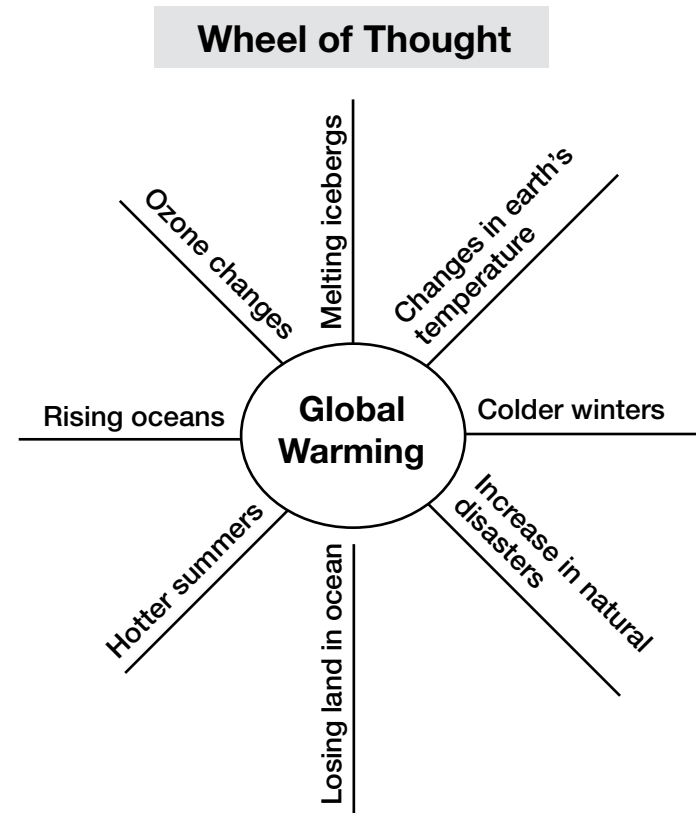 Wheel of Thought
Melting icebergs
Changes in earth's
temperature
Colder winters
Increase in natural
disasters
Losing land in ocean
Hotter summers
Rising oceans
Ozone changes
Global
Warming